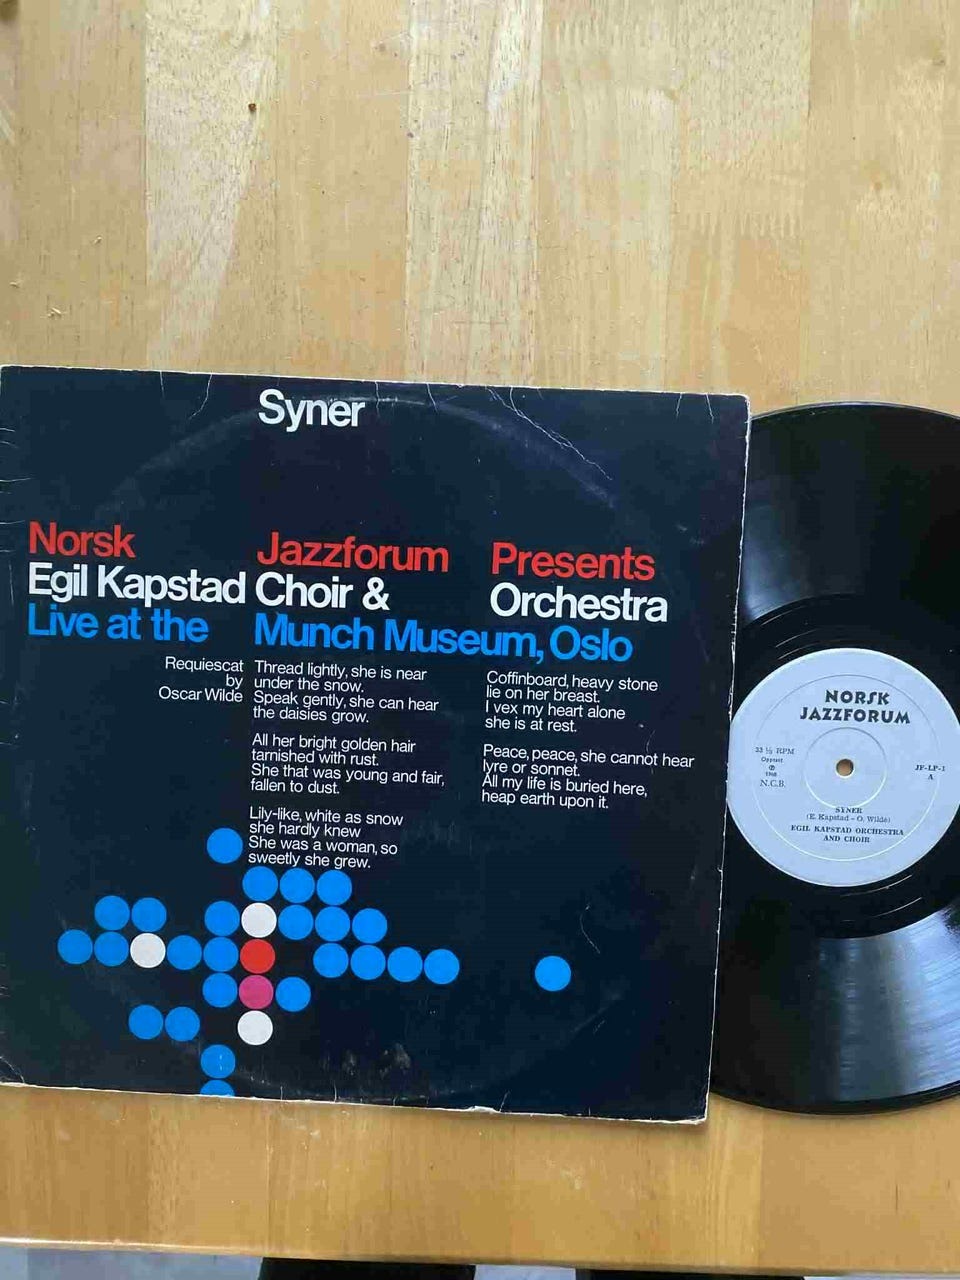 Syner
Norsk Jazzforum Presents
Egil Kapstad Choir & Orchestra
Live at the Munch Museum, Oslo
Requiescat
by
Oscar Wilde
Thread lightly, she is near
under the snow.
Speak gently, she can hear
the daisies grow.
All her bright golden hair
tarnished with rust.
She that was young and fair,
fallen to dust.
Lily-like, white as snow
she hardly knew
She was a woman, so
sweetly she grew.
Coffinboard, heavy stone
lie on her breast.
I vex my heart alone
she is at rest.
Peace, peace, she cannot hear
lyre or sonnet.
All my life is buried here,
heap earth upon it.
NORSK
JAZZFORUM
33 ⅓ RPM
Opptatt
℗
1968
N.C.B.
JF-LP-1
A
SYNER
(E. Kapstad - O. Wilde)
EGIL KAPSTAD ORCHESTRA
AND CHOIR